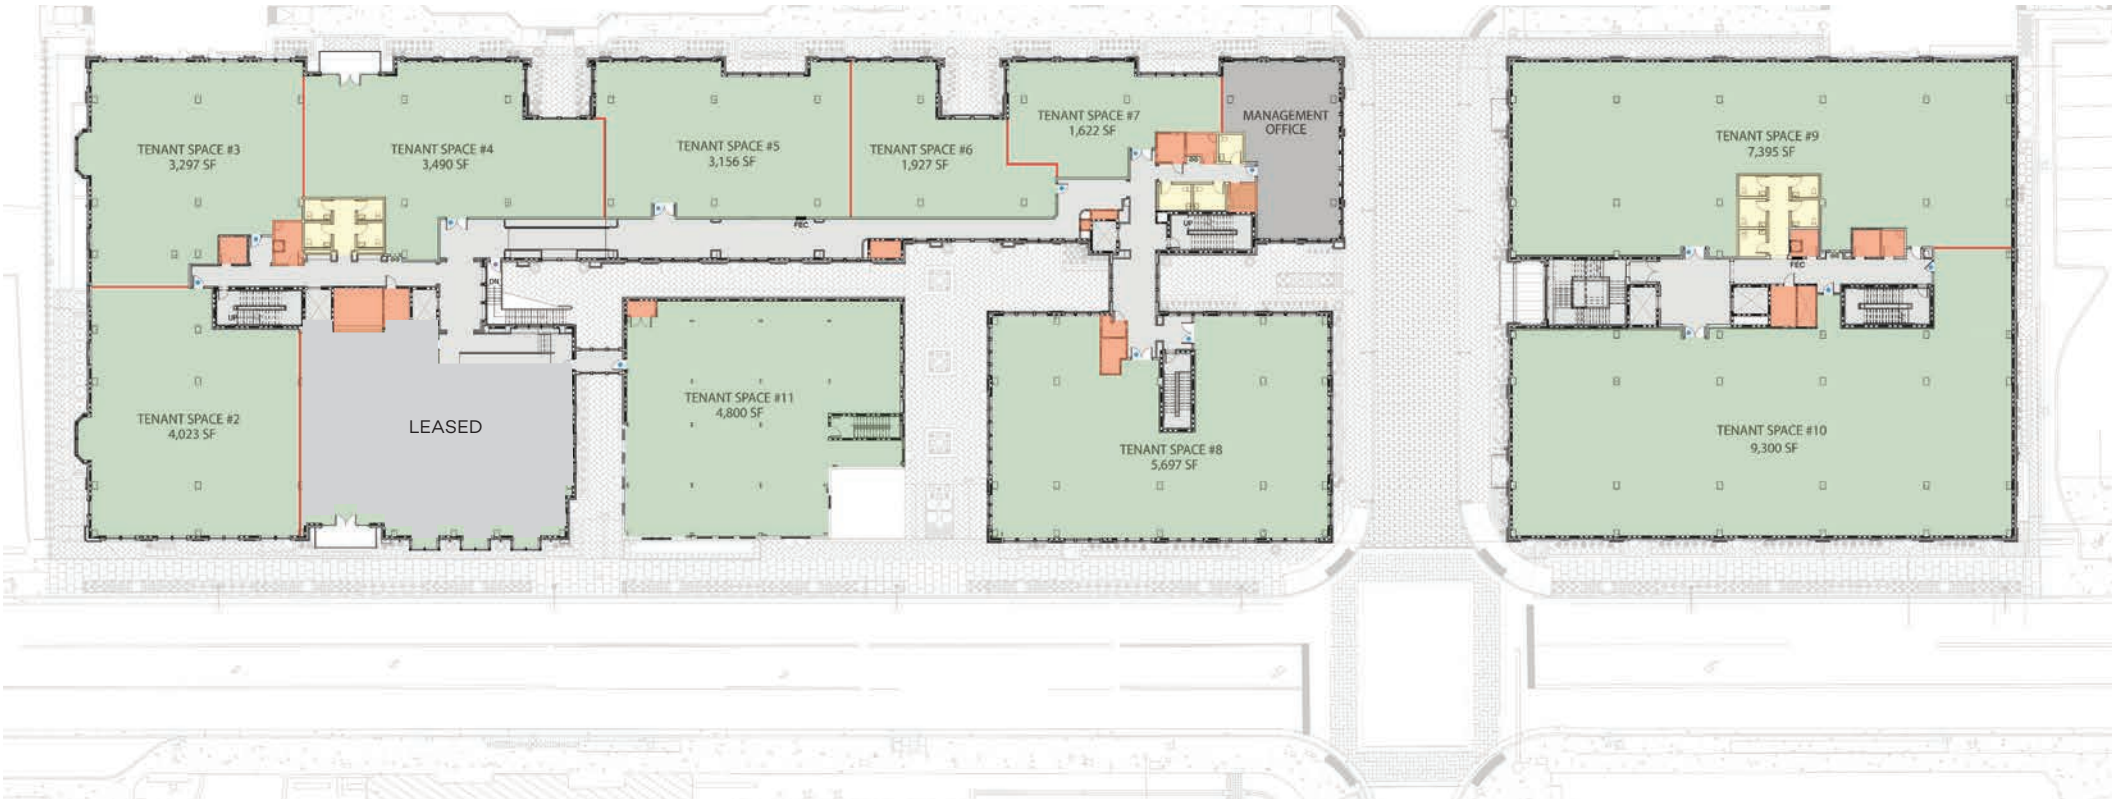 TENANT SPACE #3
3,297 SF
TENANT SPACE #4
3,490 SF
TENANT SPACE #5
3,156 SF
TENANT SPACE #6
1,927 SF
TENANT SPACE #7
1,622 SF
MANAGEMENT
OFFICE
TENANT SPACE #9
7,395 SF
UP
FEC
FEC
DN
UP
TENANT SPACE #2
4,023 SF
LEASED
TENANT SPACE #11
4,800 SF
TENANT SPACE #8
5,697 SF
TENANT SPACE #10
9,300 SF